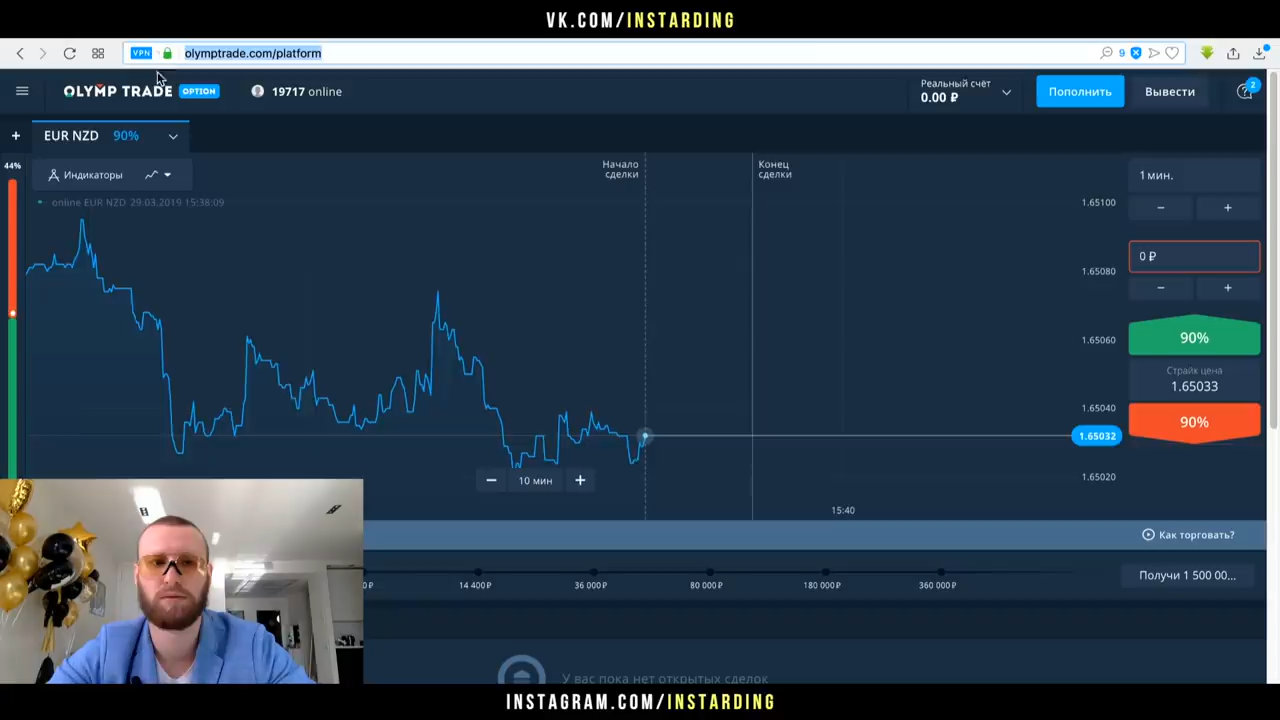 VK.COM/INSTARDING
VPN
olymptrade.com/platform
9
OLYMP TRADE OPTION
19717 online
Реальный счёт
0.00 ₽
Пополнить
Вывести
2
+
EUR NZD 90%
44%
Индикаторы
online EUR NZD 29.03.2019 15:38:09
Начало
сделки
Конец
сделки
1.65100
1.65080
1.65060
1.65040
1.65032
1.65020
1 мин.
− +
0 ₽
− +
90%
Страйк цена
1.65033
90%
− 10 мин +
15:40
Как торговать?
0 ₽
14 400 ₽
36 000 ₽
80 000 ₽
180 000 ₽
360 000 ₽
Получи 1 500 00...
У вас пока нет открытых сделок
INSTAGRAM.COM/INSTARDING